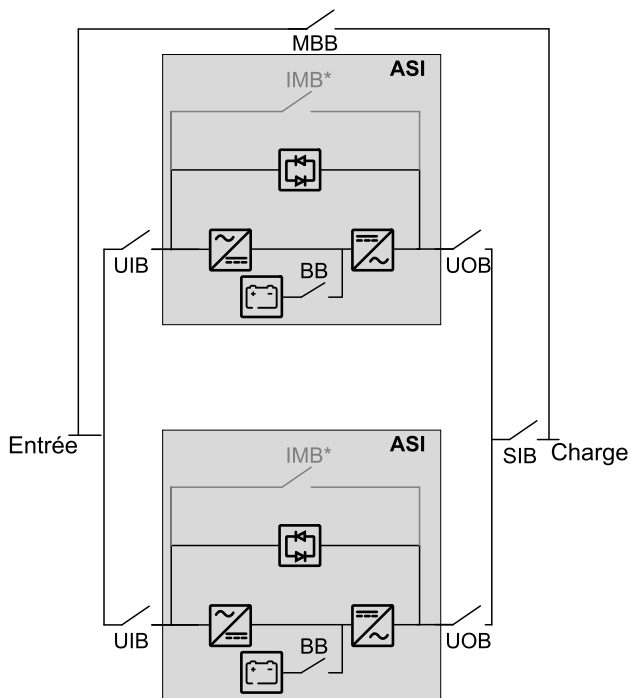 MBB
ASI
IMB*
UIB
BB
UOB
Entrée
SIB
Charge
ASI
IMB*
UIB
BB
UOB